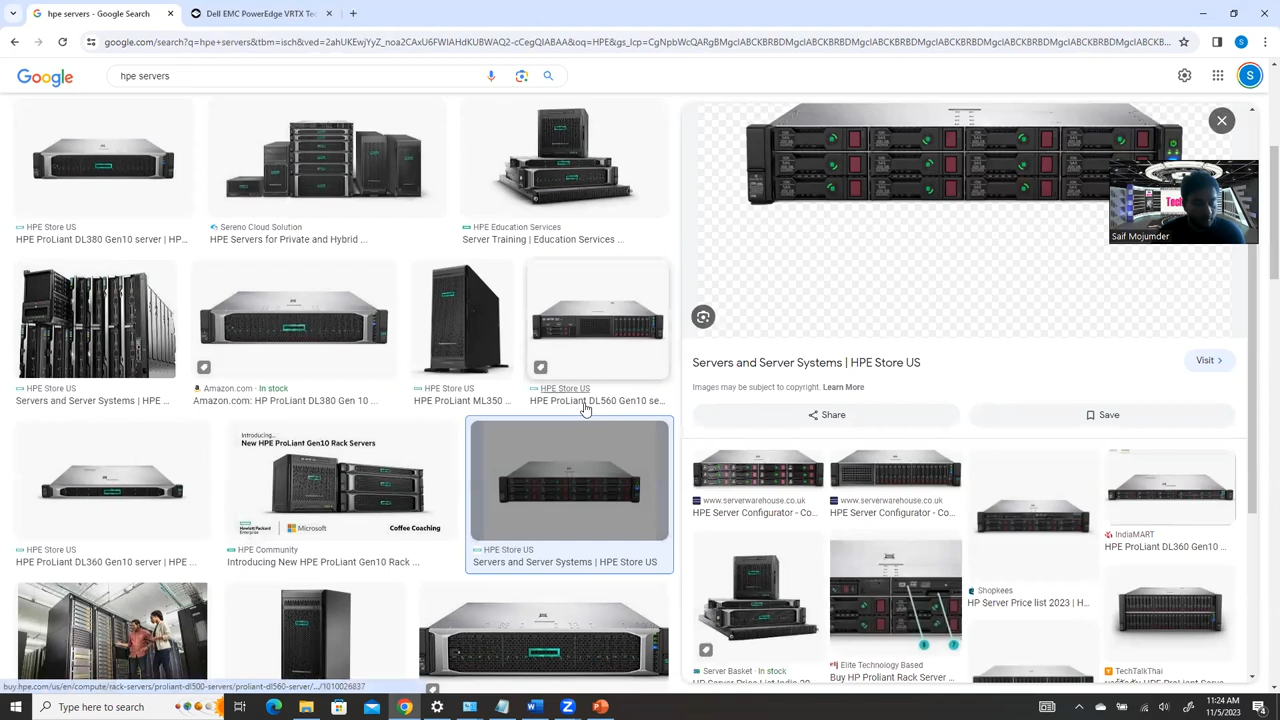 hpe servers - Google Search
Dell EMC PowerEdge VRTX Tec
google.com/search?q=hpe+servers&tbm=isch&ved=2ahUKEwjYyZ_noa2CAxU6FWIAHdKUBWAQ2-cCegQIABAA&oq=HPE&gs_lcp=CgNpbWcQARgBMgcIABCKBRBDMgcIABCKBRBDMgcIABCKBRBDMgcIABCKBRBDMgcIABCKBRBDMgcIABC...
S
Google
hpe servers
S
HPE Store US
HPE ProLiant DL380 Gen10 server | HP...
Sereno Cloud Solution
HPE Servers for Private and Hybrid ...
HPE Education Services
Server Training | Education Services ...
HPE Store US
Servers and Server Systems | HPE ...
Amazon.com · In stock
Amazon.com: HP ProLiant DL380 Gen 10 ...
HPE Store US
HPE ProLiant ML350 ...
HPE Store US
HPE ProLiant DL560 Gen10 se...
HPE Store US
HPE ProLiant DL360 Gen10 server | HPE ...
Introducing...
New HPE ProLiant Gen10 Rack Servers
Hewlett Packard
Enterprise
Microsoft
Coffee Coaching
HPE Community
Introducing New HPE ProLiant Gen10 Rack ...
HPE Store US
Servers and Server Systems | HPE Store US
Tech
Saif Mojumder
Servers and Server Systems | HPE Store US
Visit
Images may be subject to copyright. Learn More
Share
Save
www.serverwarehouse.co.uk
HPE Server Configurator - Co...
www.serverwarehouse.co.uk
HPE Server Configurator - Co...
Shopkees
HP Server Price list 2023 | H...
IndiaMART
HPE ProLiant DL360 Gen10 ...
Server Basket · In stock
HP Server Price List India 20...
Elite Technology Based
Buy HP Proliant Rack Server ...
TechTalkThai
buy.hpe.com/us/en/compute/rack-servers/proliant-dl500-servers/proliant-dl560-server/.../1010026837
Type here to search
11:24 AM
11/5/2023